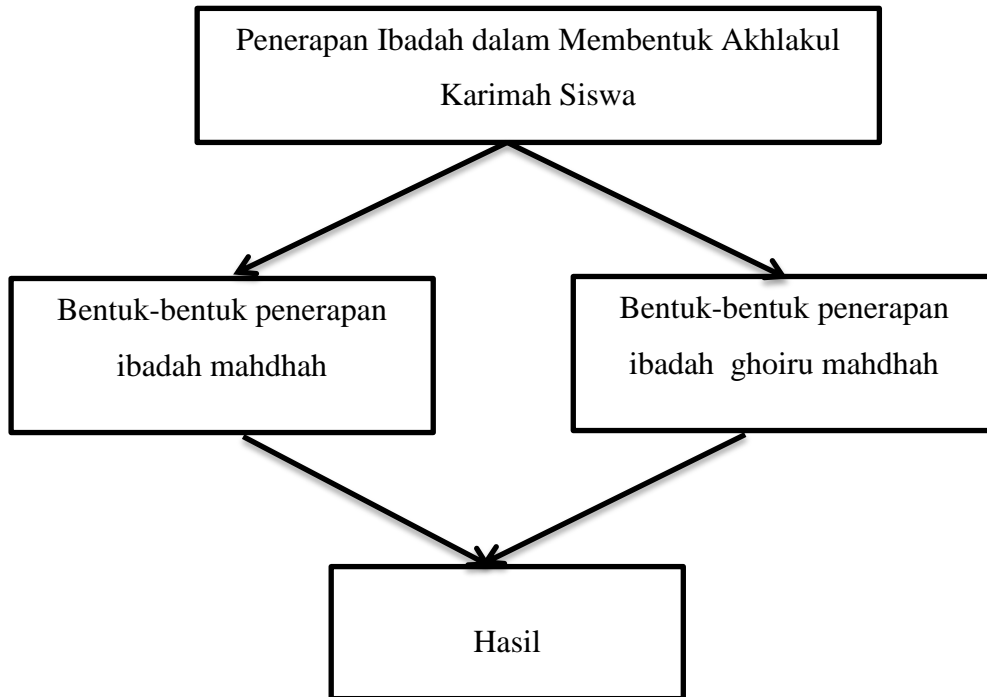 Penerapan Ibadah dalam Membentuk Akhlakul
Karimah Siswa
Bentuk-bentuk penerapan
ibadah mahdhah
Bentuk-bentuk penerapan
ibadah  ghoiru mahdhah
Hasil